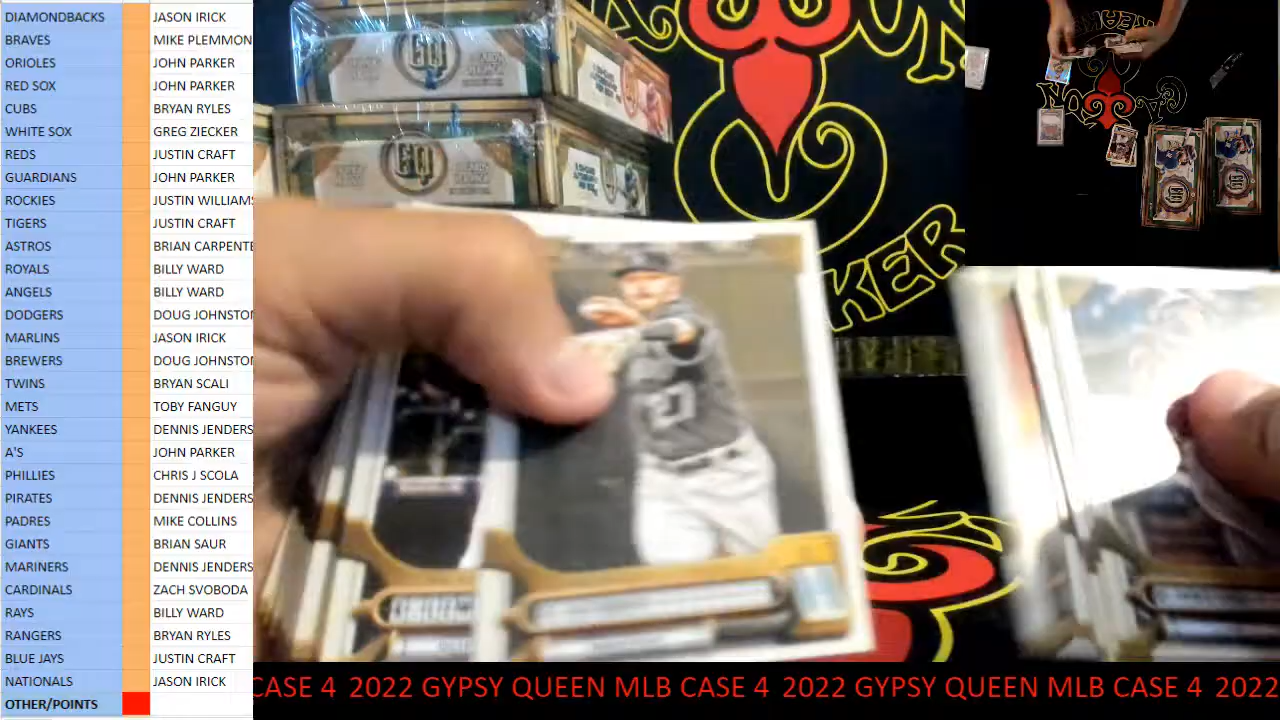 DIAMONDBACKS JASON IRICK
BRAVES MIKE PLEMMON
ORIOLES JOHN PARKER
RED SOX JOHN PARKER
CUBS BRYAN RYLES
WHITE SOX GREG ZIECKER
REDS JUSTIN CRAFT
GUARDIANS JOHN PARKER
ROCKIES JUSTIN WILLIAMS
TIGERS JUSTIN CRAFT
ASTROS BRIAN CARPENTE
ROYALS BILLY WARD
ANGELS BILLY WARD
DODGERS DOUG JOHNSTON
MARLINS JASON IRICK
BREWERS DOUG JOHNSTON
TWINS BRYAN SCALI
METS TOBY FANGUY
YANKEES DENNIS JENDERS
A'S JOHN PARKER
PHILLIES CHRIS J SCOLA
PIRATES DENNIS JENDERS
PADRES MIKE COLLINS
GIANTS BRIAN SAUR
MARINERS DENNIS JENDERS
CARDINALS ZACH SVOBODA
RAYS BILLY WARD
RANGERS BRYAN RYLES
BLUE JAYS JUSTIN CRAFT
NATIONALS JASON IRICK
OTHER/POINTS
GQ
GQ
KER
27
CASE 4 2022 GYPSY QUEEN MLB CASE 4 2022 GYPSY QUEEN MLB CASE 4 2022